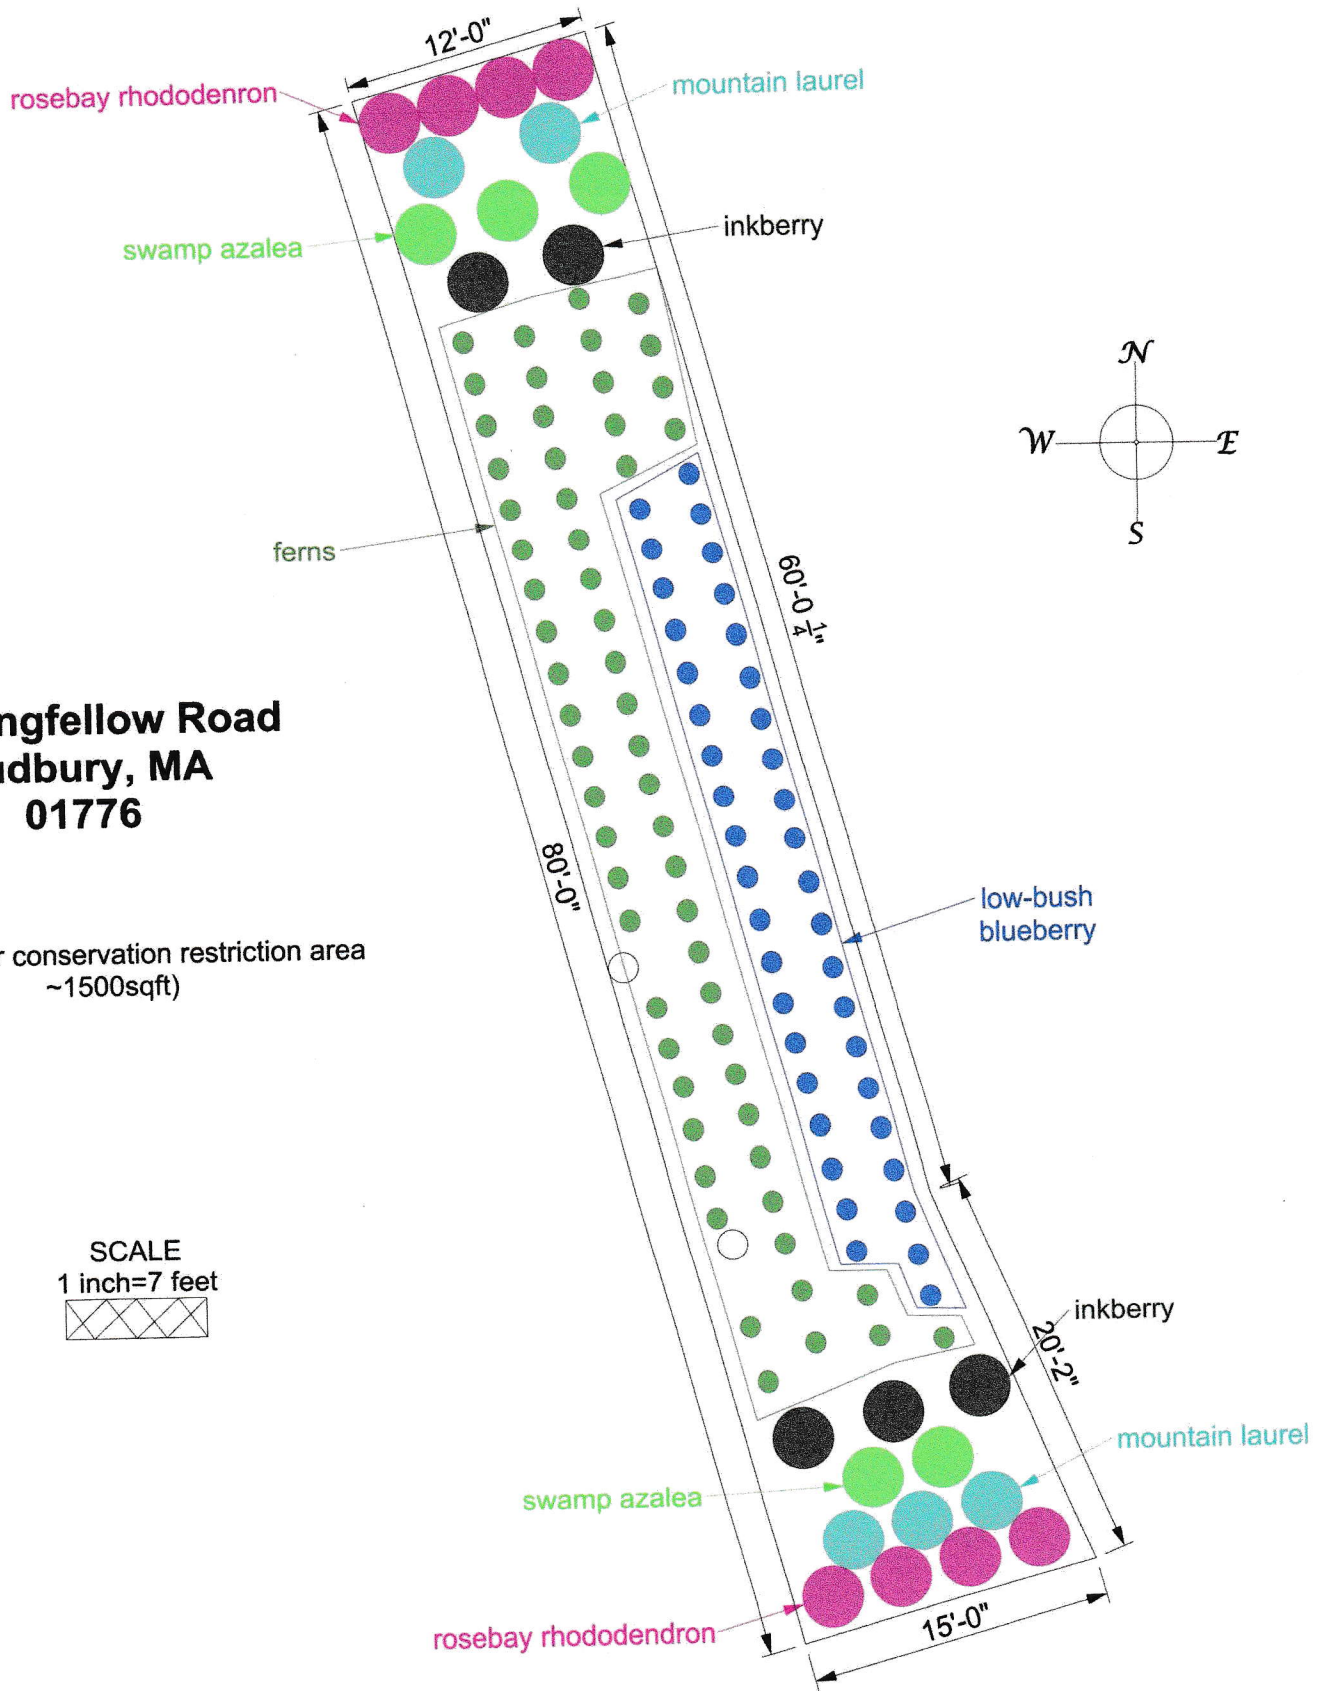 12'-0"
rosebay rhododenron
mountain laurel
swamp azalea
inkberry
N
W
E
S
ferns
60'-0 1/4"
ngfellow Road
dbury, MA
01776
80'-0"
low-bush
blueberry
conservation restriction area
~1500sqft)
SCALE
1 inch=7 feet
inkberry
20'-2"
mountain laurel
swamp azalea
rosebay rhododendron
15'-0"